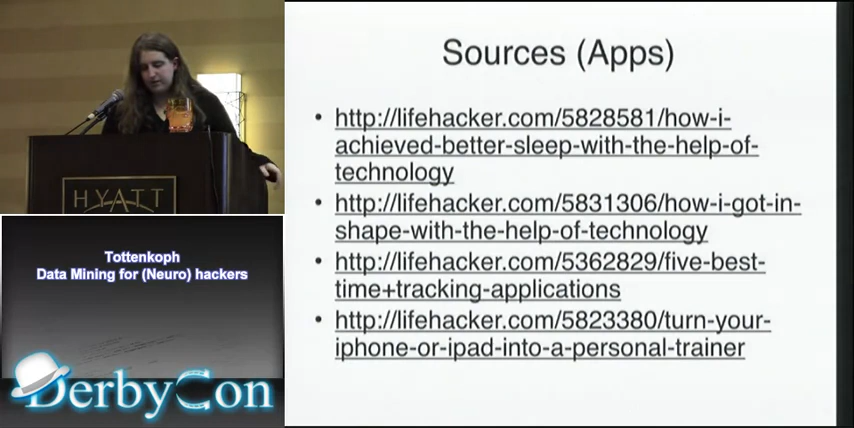 HYATT
Tottenkoph
Data Mining for (Neuro) hackers
DerbyCon
Sources (Apps)
• http://lifehacker.com/5828581/how-i-
achieved-better-sleep-with-the-help-of-
technology
• http://lifehacker.com/5831306/how-i-got-in-
shape-with-the-help-of-technology
• http://lifehacker.com/5362829/five-best-
time+tracking-applications
• http://lifehacker.com/5823380/turn-your-
iphone-or-ipad-into-a-personal-trainer